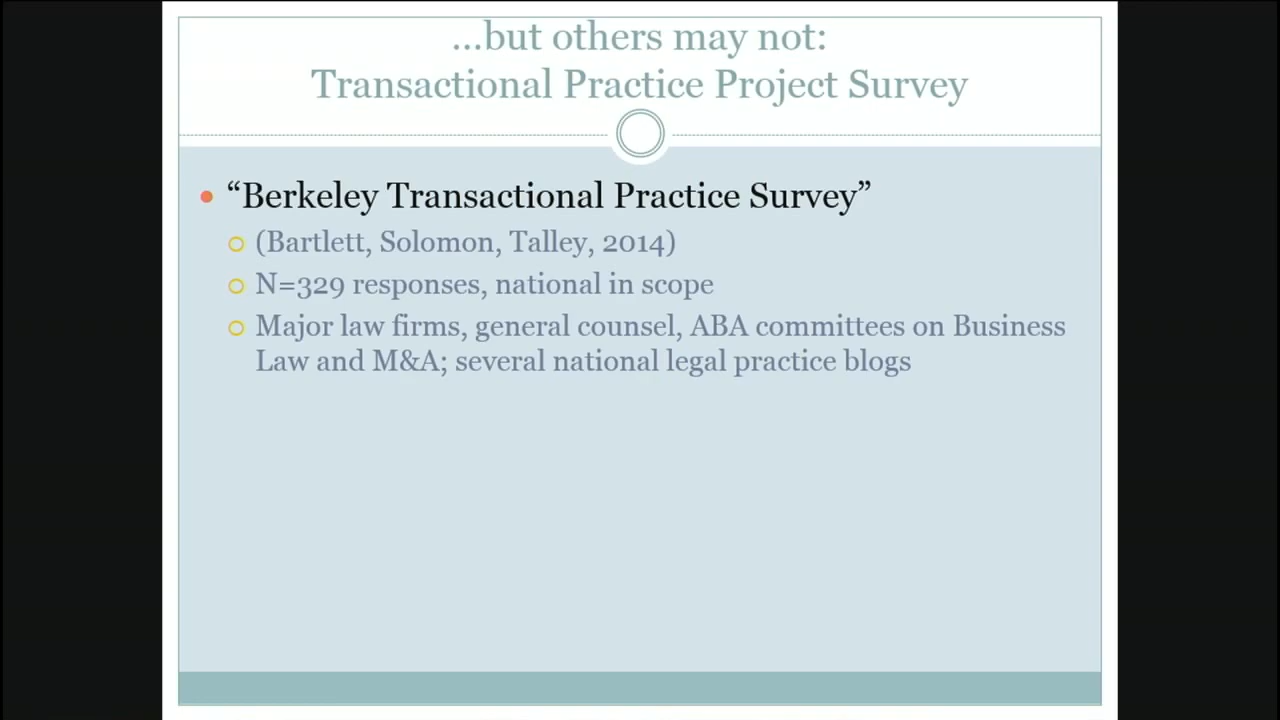 ...but others may not:
Transactional Practice Project Survey
“Berkeley Transactional Practice Survey”
(Bartlett, Solomon, Talley, 2014)
N=329 responses, national in scope
Major law firms, general counsel, ABA committees on Business
Law and M&A; several national legal practice blogs